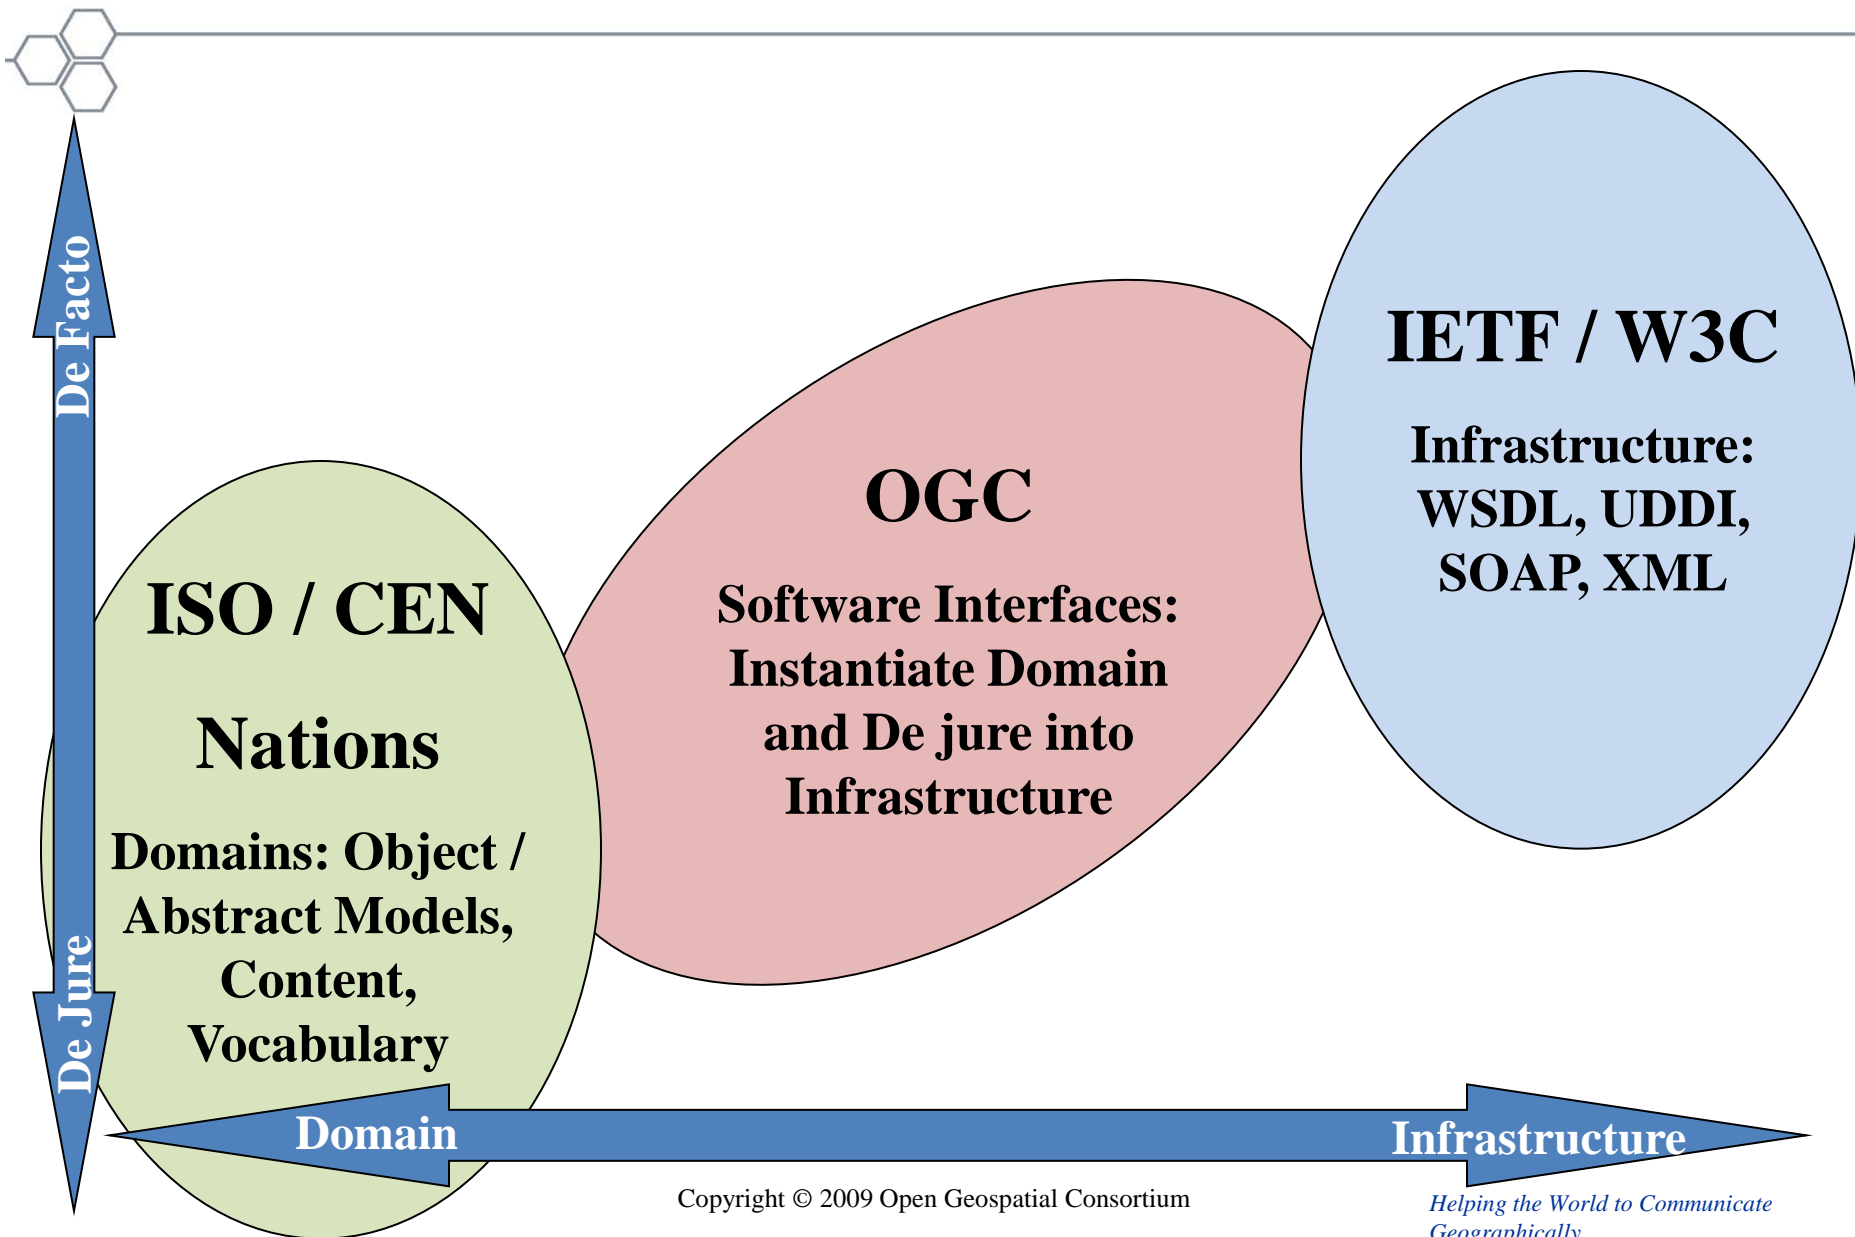 De Facto
De Jure
IETF / W3C
Infrastructure:
WSDL, UDDI,
SOAP, XML
OGC
Software Interfaces:
Instantiate Domain
and De jure into
Infrastructure
ISO / CEN
Nations
Domains: Object /
Abstract Models,
Content,
Vocabulary
Domain
Infrastructure
Copyright © 2009 Open Geospatial Consortium
Helping the World to Communicate
Geographically